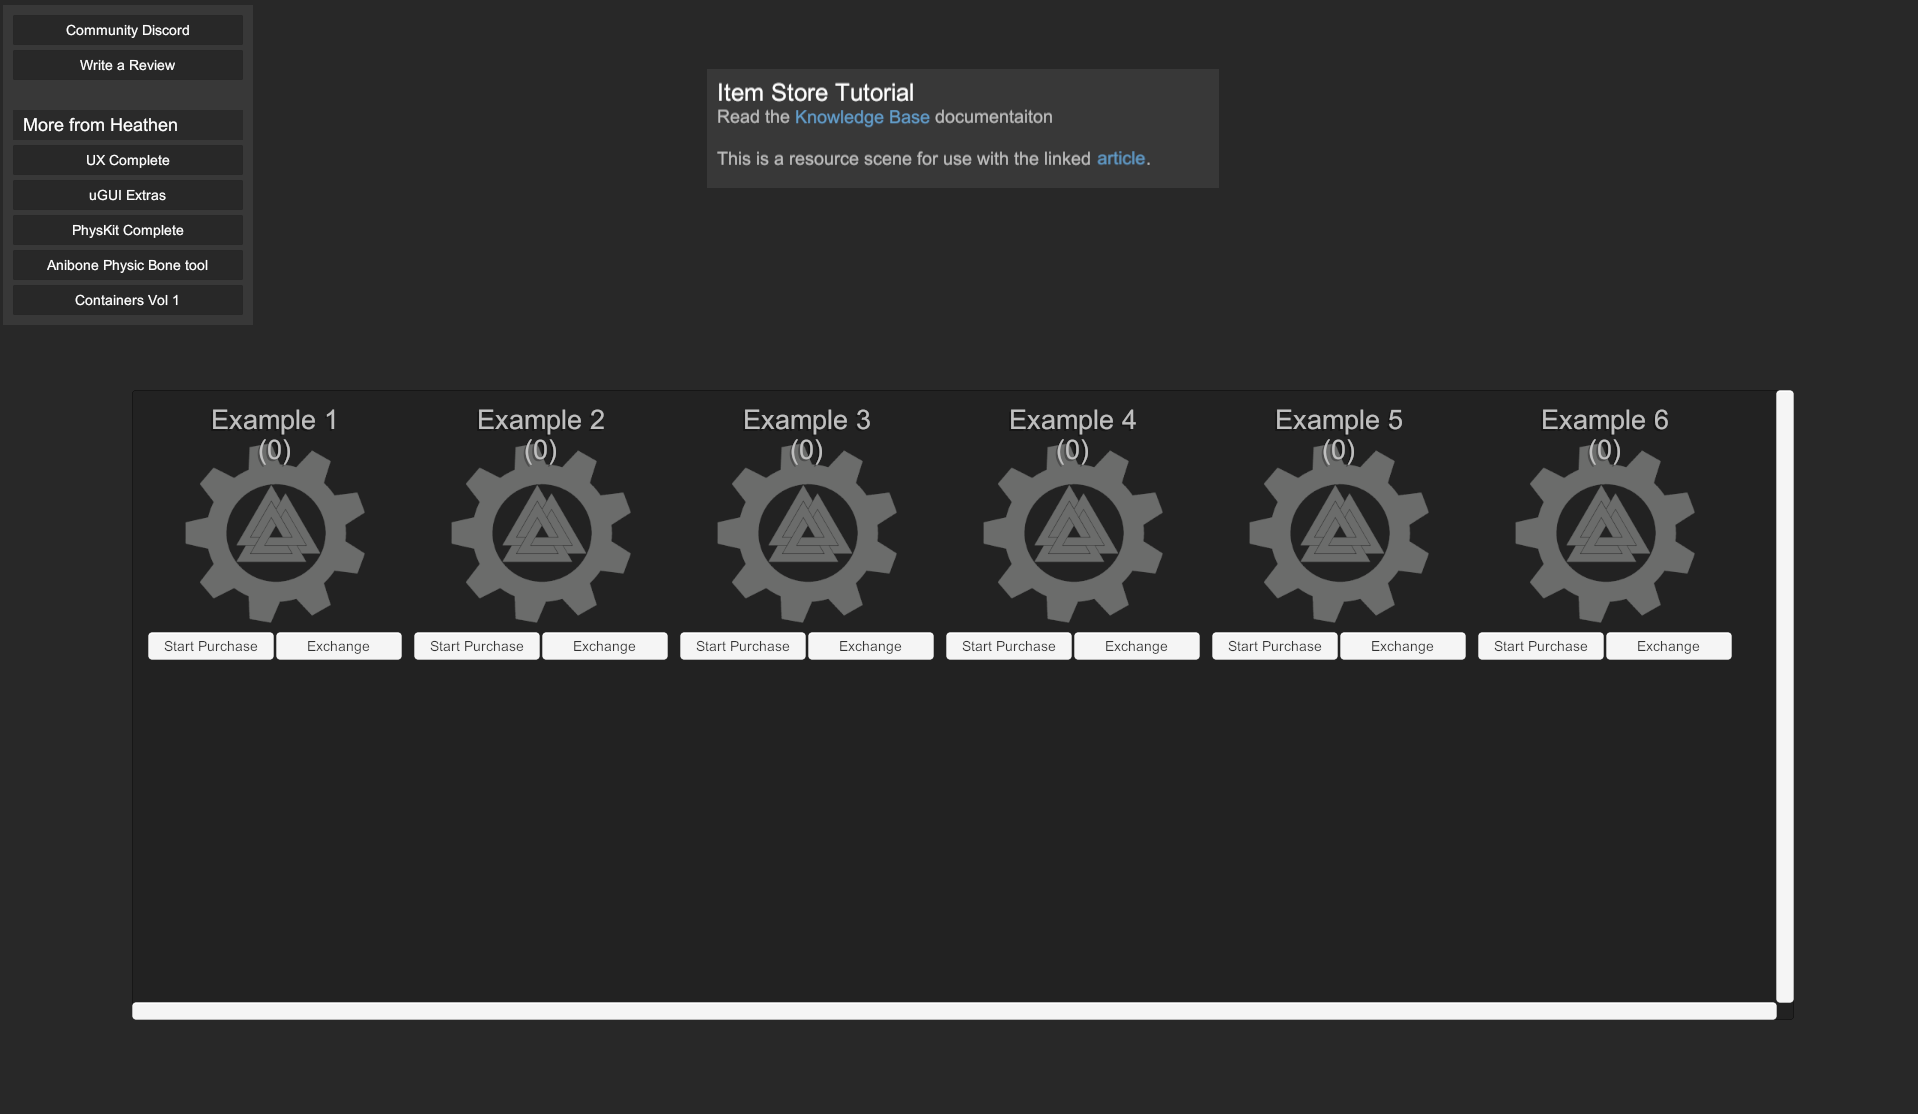 Community Discord
Write a Review
More from Heathen
UX Complete
uGUI Extras
PhysKit Complete
Anibone Physic Bone tool
Containers Vol 1
Item Store Tutorial
Read the Knowledge Base documentaiton
This is a resource scene for use with the linked article.
Example 1
(0)
Start Purchase
Exchange
Example 2
(0)
Start Purchase
Exchange
Example 3
(0)
Start Purchase
Exchange
Example 4
(0)
Start Purchase
Exchange
Example 5
(0)
Start Purchase
Exchange
Example 6
(0)
Start Purchase
Exchange